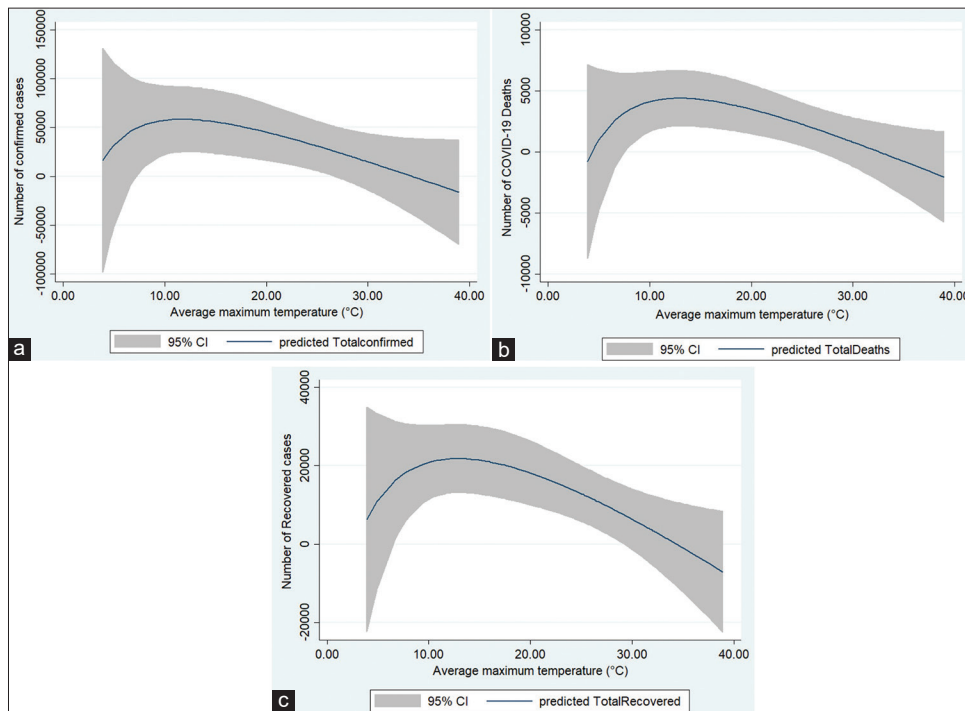 Number of confirmed cases
150000
100000
50000
0
-50000
-100000
0.00 10.00 20.00 30.00 40.00
Average maximum temperature (°C)
95% CI predicted Totalconfirmed
a
Number of COVID-19 Deaths
10000
5000
0
-5000
-10000
0.00 10.00 20.00 30.00 40.00
Average maximum temperature (°C)
95% CI predicted TotalDeaths
b
Number of Recovered cases
40000
20000
0
-20000
0.00 10.00 20.00 30.00 40.00
Average maximum temperature (°C)
95% CI predicted TotalRecovered
c